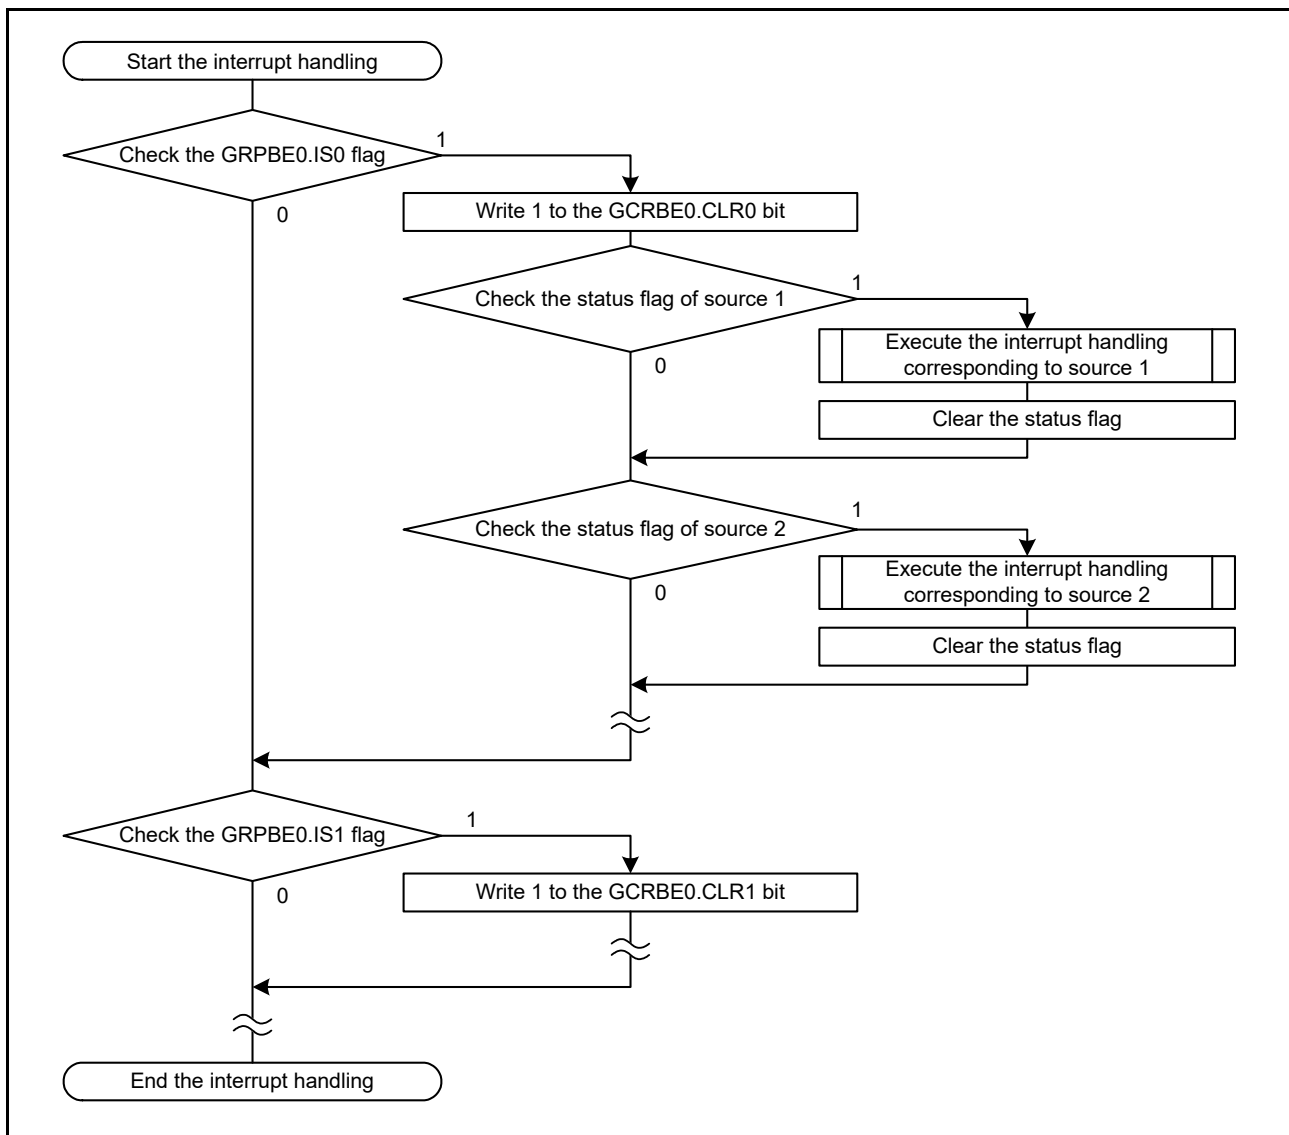 Start the interrupt handling
Check the GRPBE0.IS0 flag
1
0
Write 1 to the GCRBE0.CLR0 bit
Check the status flag of source 1
1
0
Execute the interrupt handling
corresponding to source 1
Clear the status flag
Check the status flag of source 2
1
0
Execute the interrupt handling
corresponding to source 2
Clear the status flag
Check the GRPBE0.IS1 flag
1
0
Write 1 to the GCRBE0.CLR1 bit
End the interrupt handling